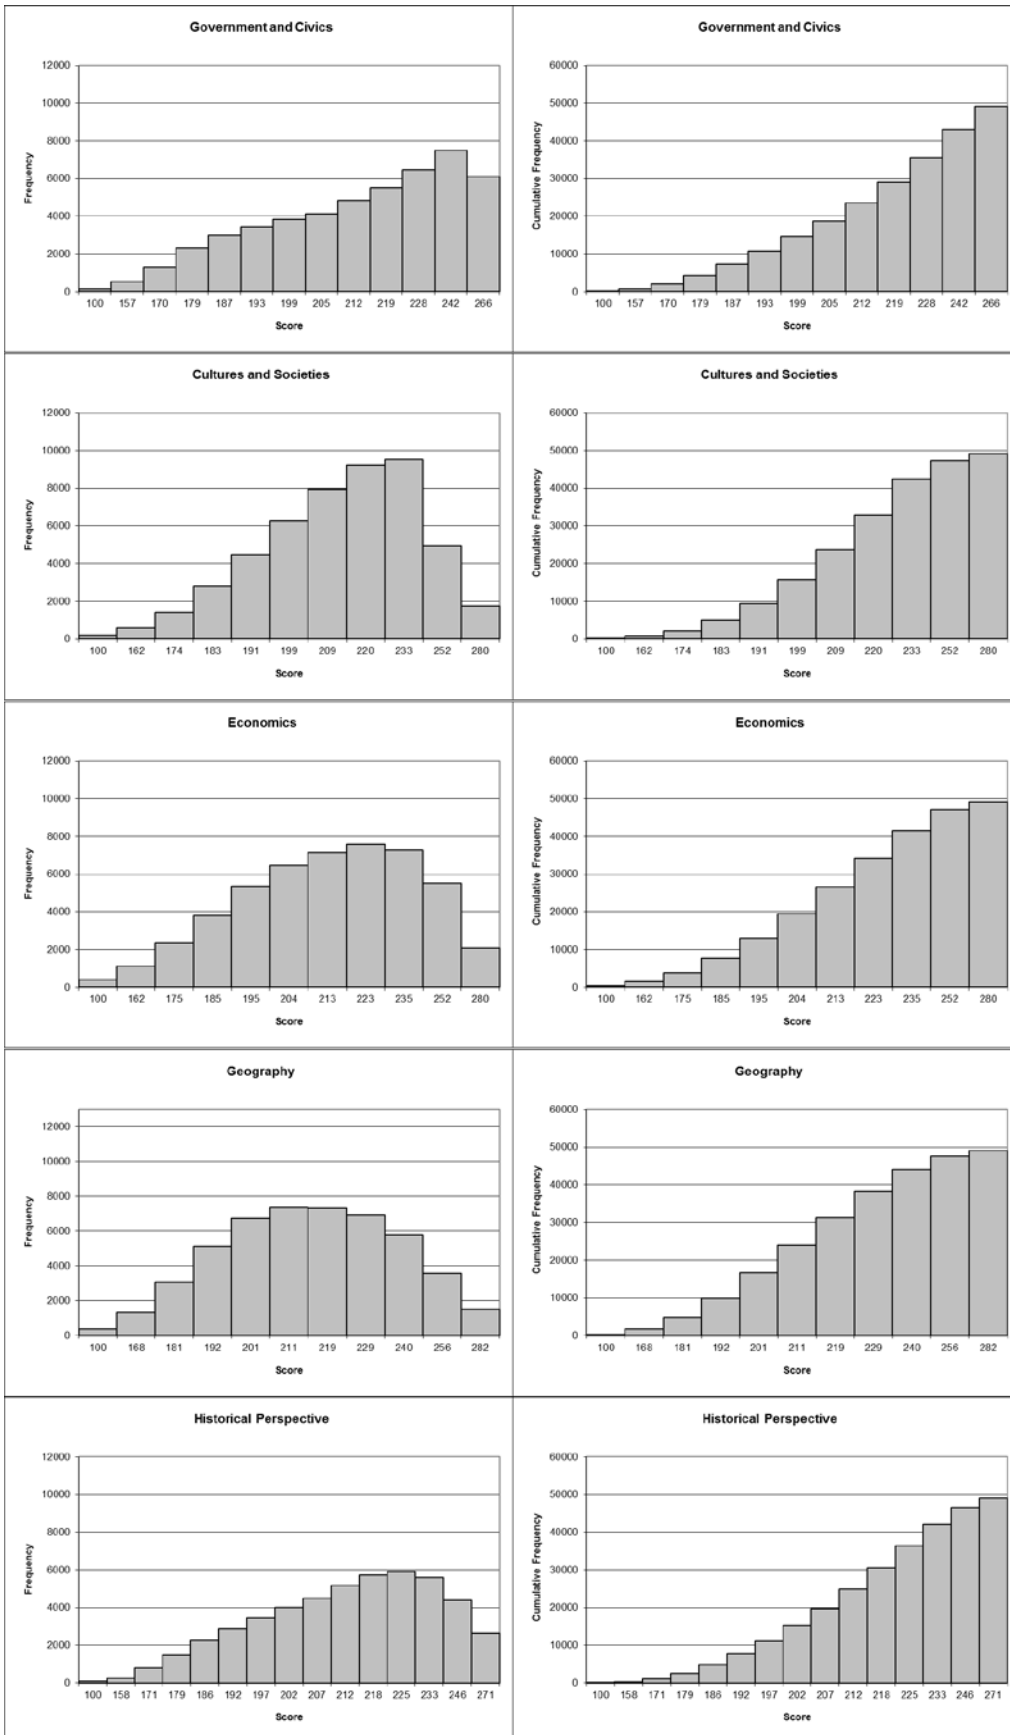 Government and Civics
12000
10000
8000
6000
4000
2000
0
Frequency
100 157 170 179 187 193 199 205 212 219 228 242 266
Score
Government and Civics
60000
50000
40000
30000
20000
10000
0
Cumulative Frequency
100 157 170 179 187 193 199 205 212 219 228 242 266
Score
Cultures and Societies
12000
10000
8000
6000
4000
2000
0
Frequency
100 162 174 183 191 199 209 220 233 252 280
Score
Cultures and Societies
60000
50000
40000
30000
20000
10000
0
Cumulative Frequency
100 162 174 183 191 199 209 220 233 252 280
Score
Economics
12000
10000
8000
6000
4000
2000
0
Frequency
100 162 175 185 195 204 213 223 235 252 280
Score
Economics
60000
50000
40000
30000
20000
10000
0
Cumulative Frequency
100 162 175 185 195 204 213 223 235 252 280
Score
Geography
12000
10000
8000
6000
4000
2000
0
Frequency
100 168 181 192 201 211 219 229 240 256 282
Score
Geography
60000
50000
40000
30000
20000
10000
0
Cumulative Frequency
100 168 181 192 201 211 219 229 240 256 282
Score
Historical Perspective
12000
10000
8000
6000
4000
2000
0
Frequency
100 158 171 179 186 192 197 202 207 212 218 225 233 246 271
Score
Historical Perspective
60000
50000
40000
30000
20000
10000
0
Cumulative Frequency
100 158 171 179 186 192 197 202 207 212 218 225 233 246 271
Score